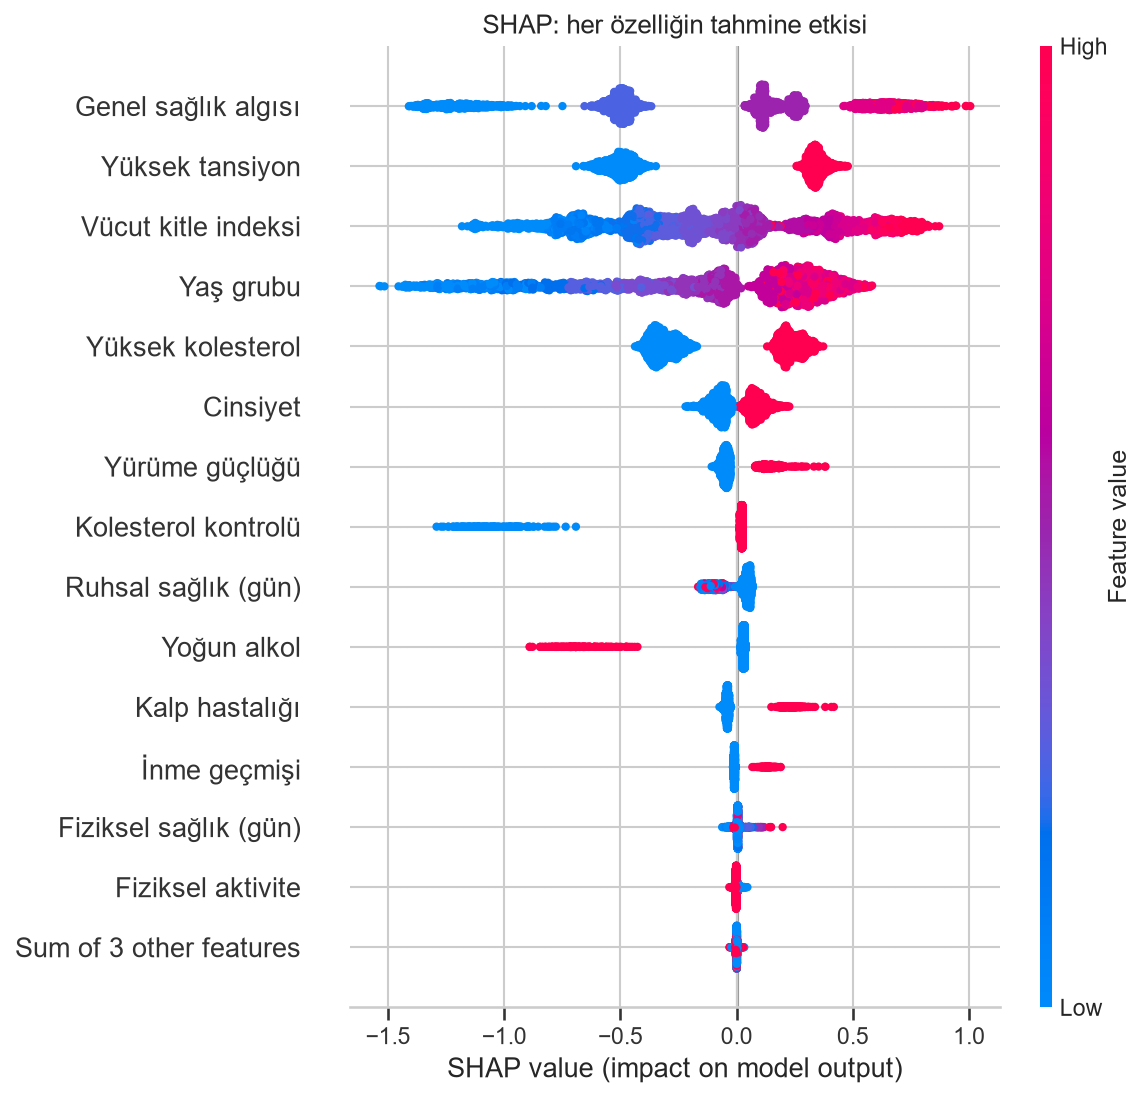 SHAP: her özelliğin tahmine etkisi
High
Genel sağlık algısı
Yüksek tansiyon
Vücut kitle indeksi
Yaş grubu
Yüksek kolesterol
Cinsiyet
Yürüme güçlüğü
Kolesterol kontrolü
Ruhsal sağlık (gün)
Yoğun alkol
Kalp hastalığı
İnme geçmişi
Fiziksel sağlık (gün)
Fiziksel aktivite
Sum of 3 other features
Feature value
Low
−1.5 −1.0 −0.5 0.0 0.5 1.0
SHAP value (impact on model output)